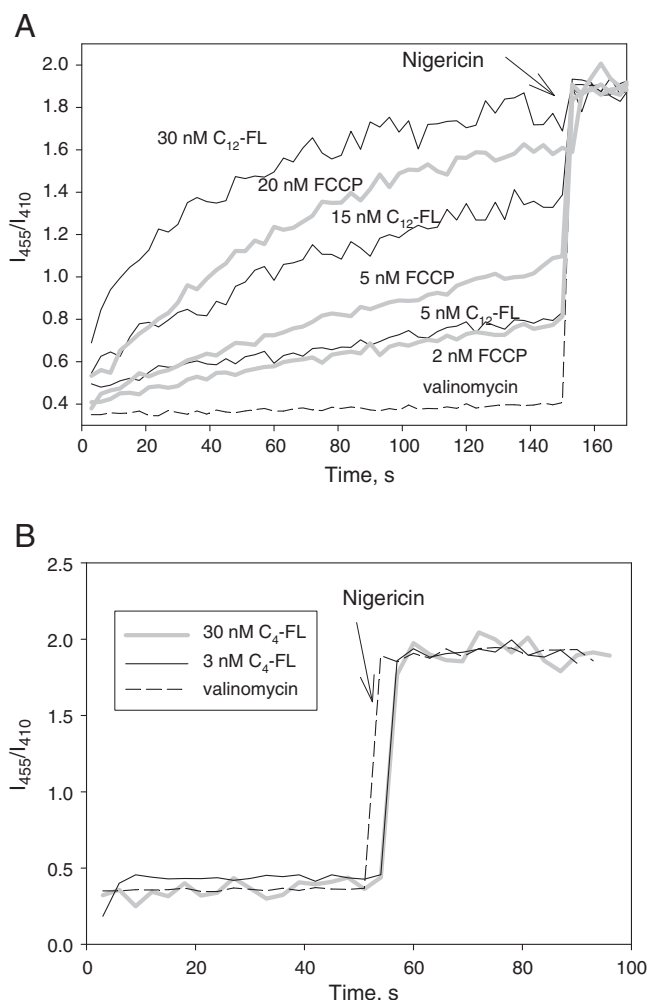 A
I455/I410
2.0
1.8
1.6
1.4
1.2
1.0
0.8
0.6
0.4
Nigericin
30 nM C12-FL
20 nM FCCP
15 nM C12-FL
5 nM FCCP
5 nM C12-FL
2 nM FCCP
valinomycin
0 20 40 60 80 100 120 140 160
Time, s
B
I455/I410
2.5
2.0
1.5
1.0
0.5
0.0
Nigericin
30 nM C4-FL
3 nM C4-FL
valinomycin
0 20 40 60 80 100
Time, s